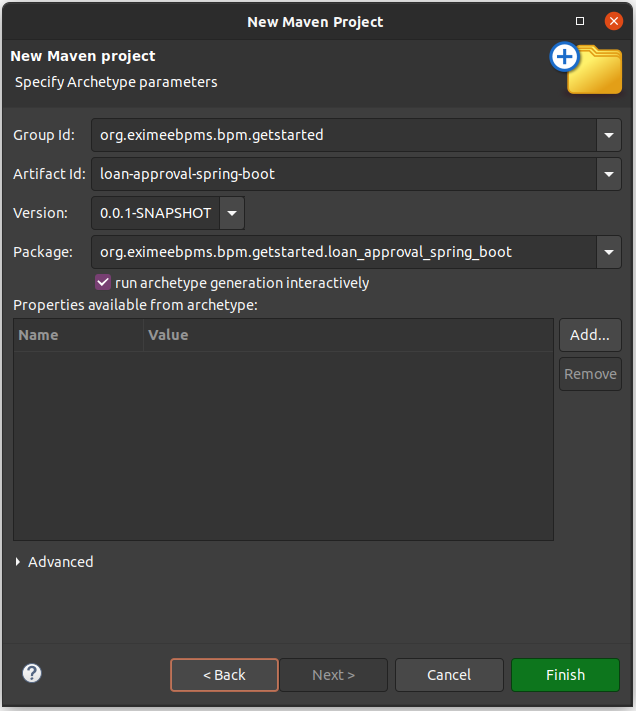 New Maven Project
New Maven project
Specify Archetype parameters
Group Id: org.eximeebpms.bpm.getstarted
Artifact Id: loan-approval-spring-boot
Version: 0.0.1-SNAPSHOT
Package: org.eximeebpms.bpm.getstarted.loan_approval_spring_boot
run archetype generation interactively
Properties available from archetype:
Name Value Add...
Remove
Advanced
? < Back Next > Cancel Finish